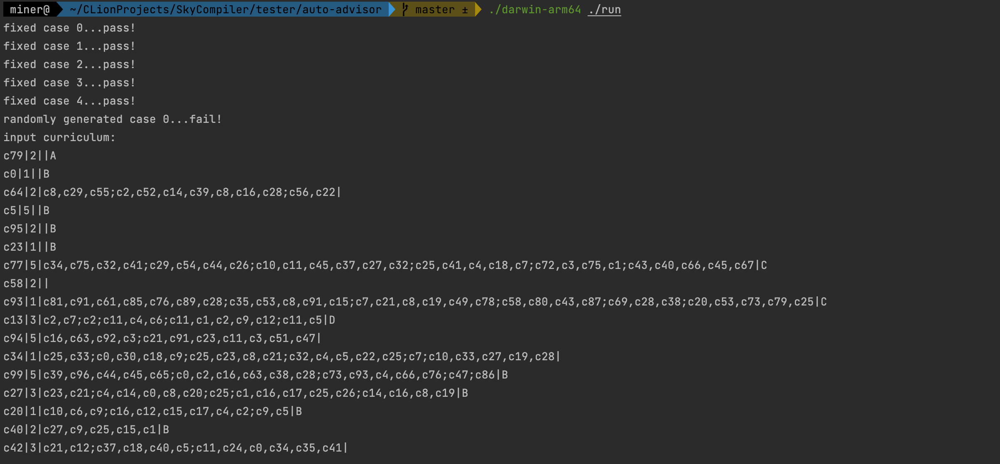 miner@ ~/CLionProjects/SkyCompiler/tester/auto-advisor master ± ./darwin-arm64 ./run
fixed case 0...pass!
fixed case 1...pass!
fixed case 2...pass!
fixed case 3...pass!
fixed case 4...pass!
randomly generated case 0...fail!
input curriculum:
c79|2||A
c0|1||B
c64|2|c8,c29,c55;c2,c52,c14,c39,c8,c16,c28;c56,c22|
c5|5||B
c95|2||B
c23|1||B
c77|5|c34,c75,c32,c41;c29,c54,c44,c26;c10,c11,c45,c37,c27,c32;c25,c41,c4,c18,c7;c72,c3,c75,c1;c43,c40,c66,c45,c67|C
c58|2||
c93|1|c81,c91,c61,c85,c76,c89,c28;c35,c53,c8,c91,c15;c7,c21,c8,c19,c49,c78;c58,c80,c43,c87;c69,c28,c38;c20,c53,c73,c79,c25|C
c13|3|c2,c7;c2;c11,c4,c6;c11,c1,c2,c9,c12;c11,c5|D
c94|5|c16,c63,c92,c3;c21,c91,c23,c11,c3,c51,c47|
c34|1|c25,c33;c0,c30,c18,c9;c25,c23,c8,c21;c32,c4,c5,c22,c25;c7;c10,c33,c27,c19,c28|
c99|5|c39,c96,c44,c45,c65;c0,c2,c16,c63,c38,c28;c73,c93,c4,c66,c76;c47;c86|B
c27|3|c23,c21;c4,c14,c0,c8,c20;c25;c1,c16,c17,c25,c26;c14,c16,c8,c19|B
c20|1|c10,c6,c9;c16,c12,c15,c17,c4,c2;c9,c5|B
c40|2|c27,c9,c25,c15,c1|B
c42|3|c21,c12;c37,c18,c40,c5;c11,c24,c0,c34,c35,c41|